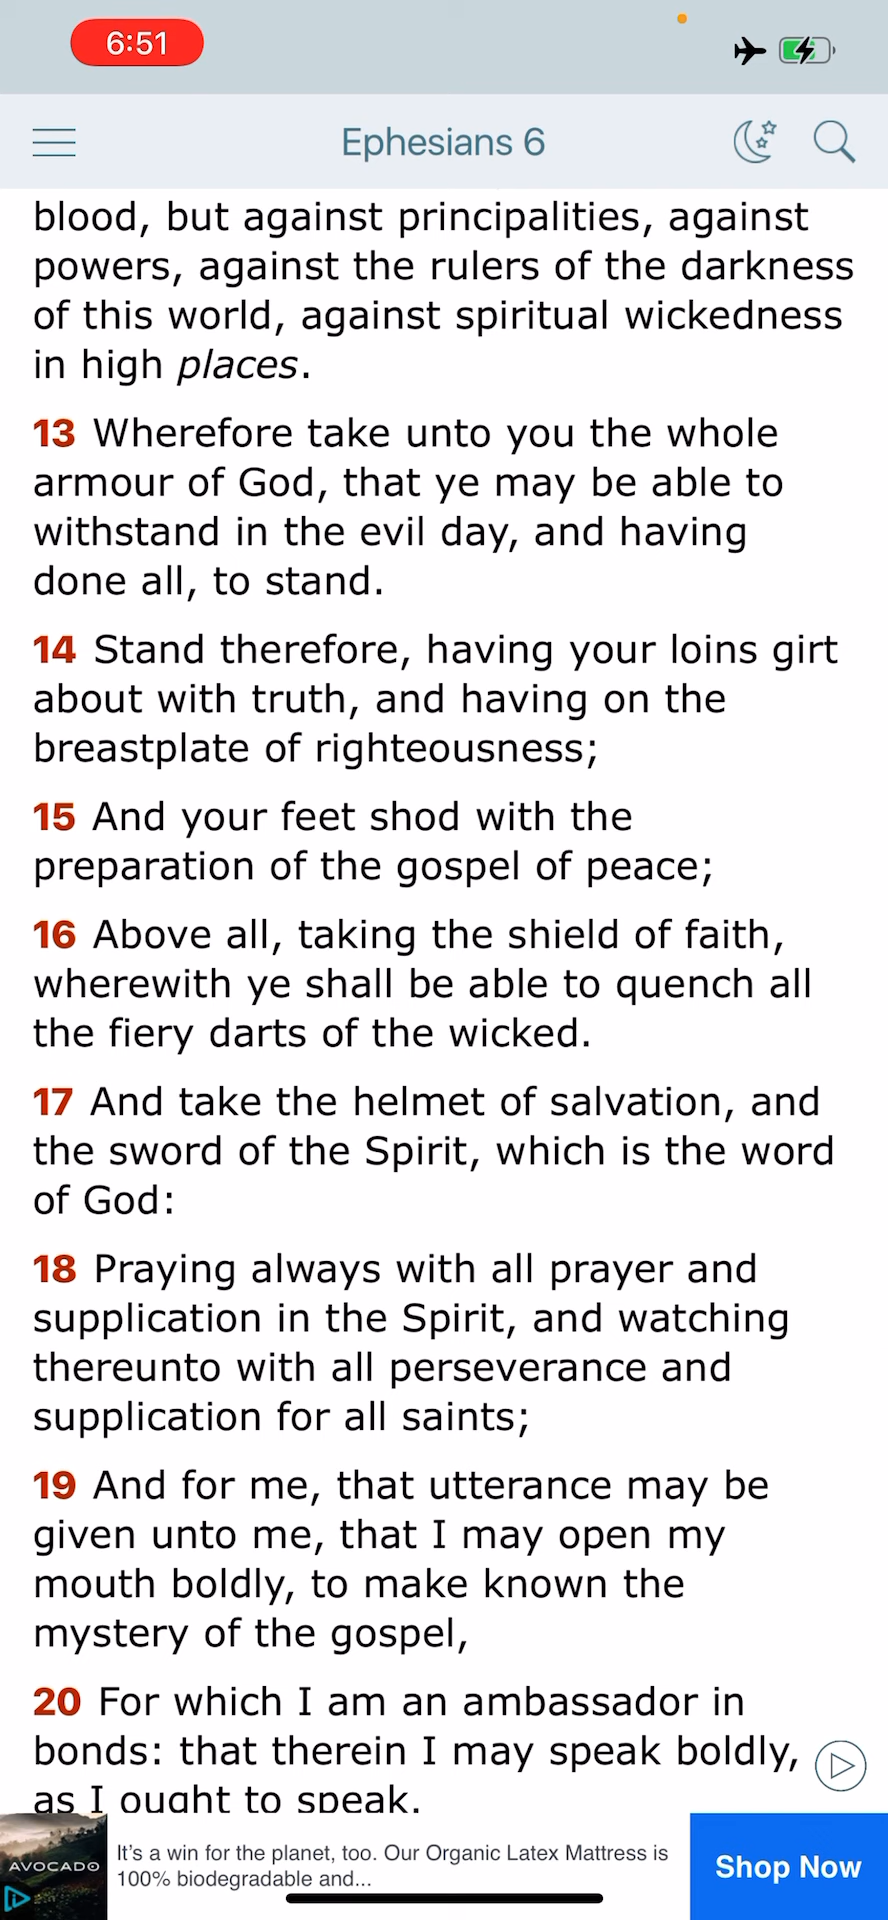 6:51
Ephesians 6
blood, but against principalities, against
powers, against the rulers of the darkness
of this world, against spiritual wickedness
in high places.
13 Wherefore take unto you the whole
armour of God, that ye may be able to
withstand in the evil day, and having
done all, to stand.
14 Stand therefore, having your loins girt
about with truth, and having on the
breastplate of righteousness;
15 And your feet shod with the
preparation of the gospel of peace;
16 Above all, taking the shield of faith,
wherewith ye shall be able to quench all
the fiery darts of the wicked.
17 And take the helmet of salvation, and
the sword of the Spirit, which is the word
of God:
18 Praying always with all prayer and
supplication in the Spirit, and watching
thereunto with all perseverance and
supplication for all saints;
19 And for me, that utterance may be
given unto me, that I may open my
mouth boldly, to make known the
mystery of the gospel,
20 For which I am an ambassador in
bonds: that therein I may speak boldly,
as I ought to speak.
AVOCADO
It's a win for the planet, too. Our Organic Latex Mattress is
100% biodegradable and...
Shop Now